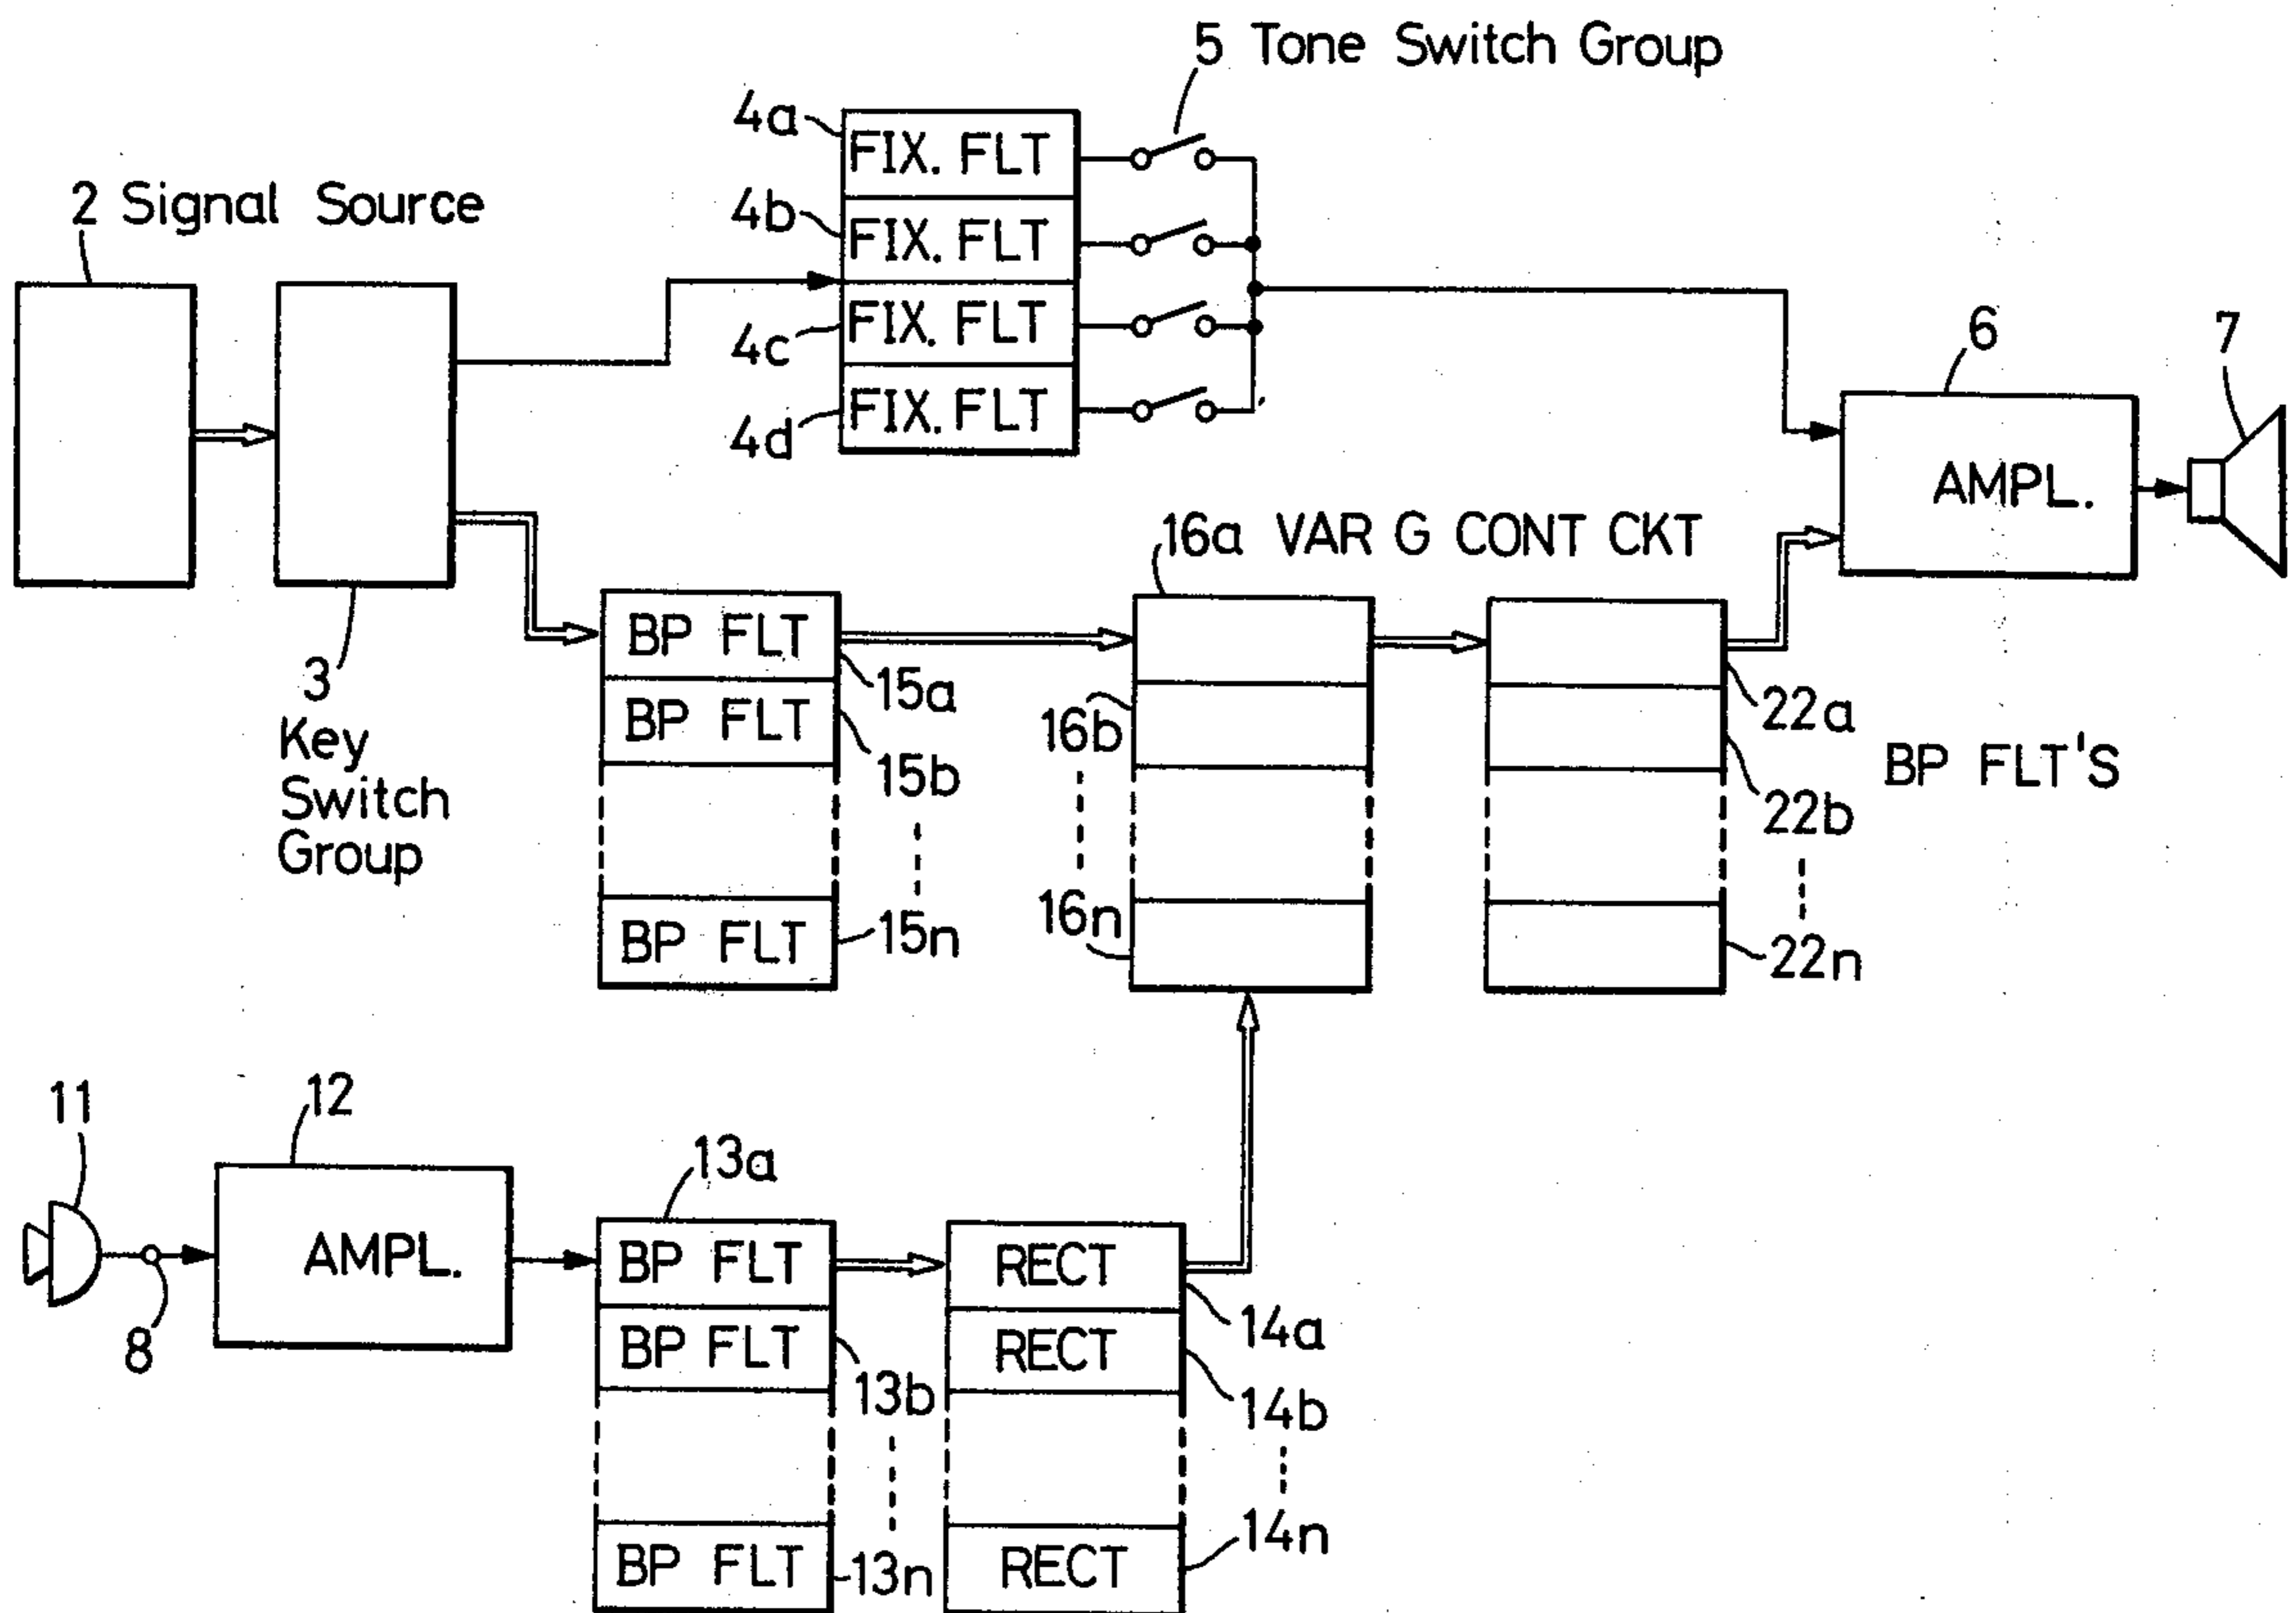 5 Tone Switch Group
4a
FIX. FLT
2 Signal Source
4b
FIX. FLT
4c
FIX. FLT
4d
FIX. FLT
6
7
AMPL.
16a VAR G CONT CKT
3
Key
Switch
Group
BP FLT
15a
BP FLT
15b
BP FLT
15n
16b
16n
22a
BP FLT'S
22b
22n
11
12
13a
AMPL.
8
BP FLT
RECT
14a
BP FLT
RECT
13b
14b
BP FLT
13n
RECT
14n